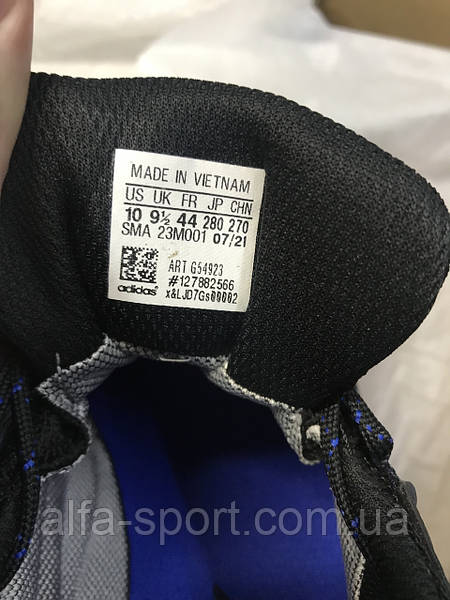 MADE IN VIETNAM
US UK FR JP CHN
10 9½ 44 280 270
SMA 23M001 07/21
ART G54923
#127882566
x&LJD7Gs00002
adidas
alfa-sport.com.ua